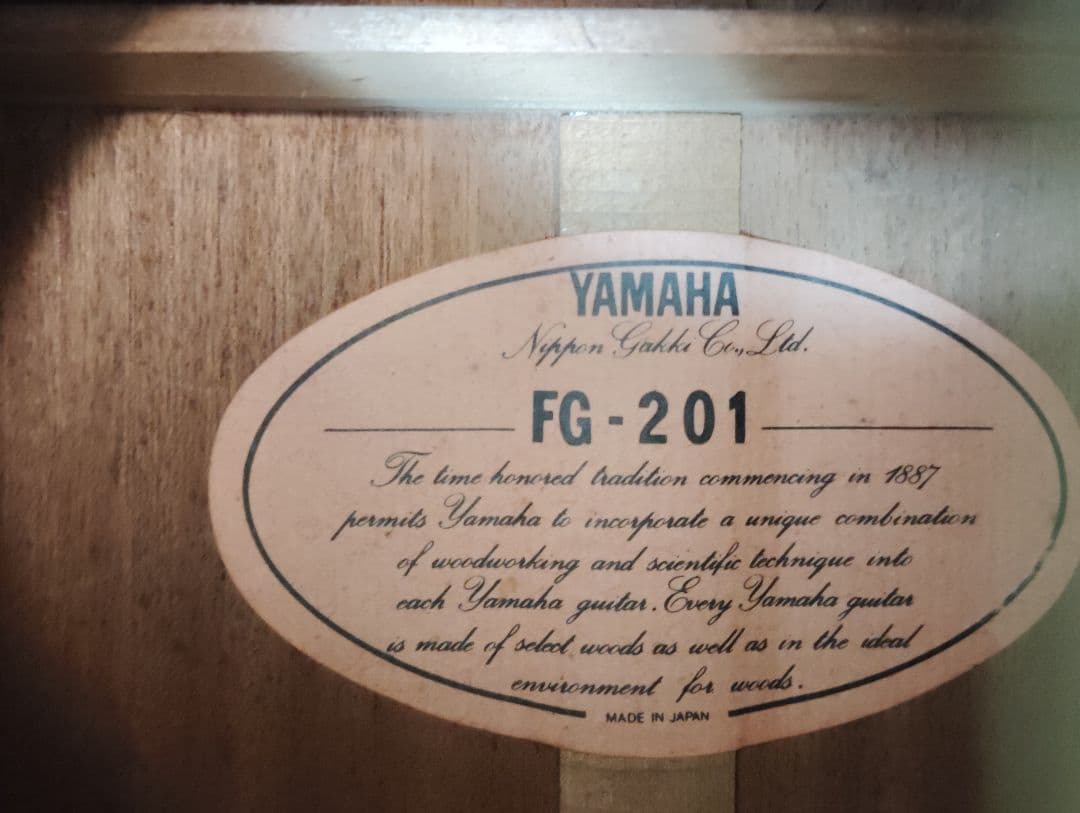 YAMAHA
Nippon Gakki Co., Ltd.
FG-201
The time honored tradition commencing in 1887
permits Yamaha to incorporate a unique combination
of woodworking and scientific technique into
each Yamaha guitar. Every Yamaha guitar
is made of select woods as well as in the ideal
environment for woods.
MADE IN JAPAN